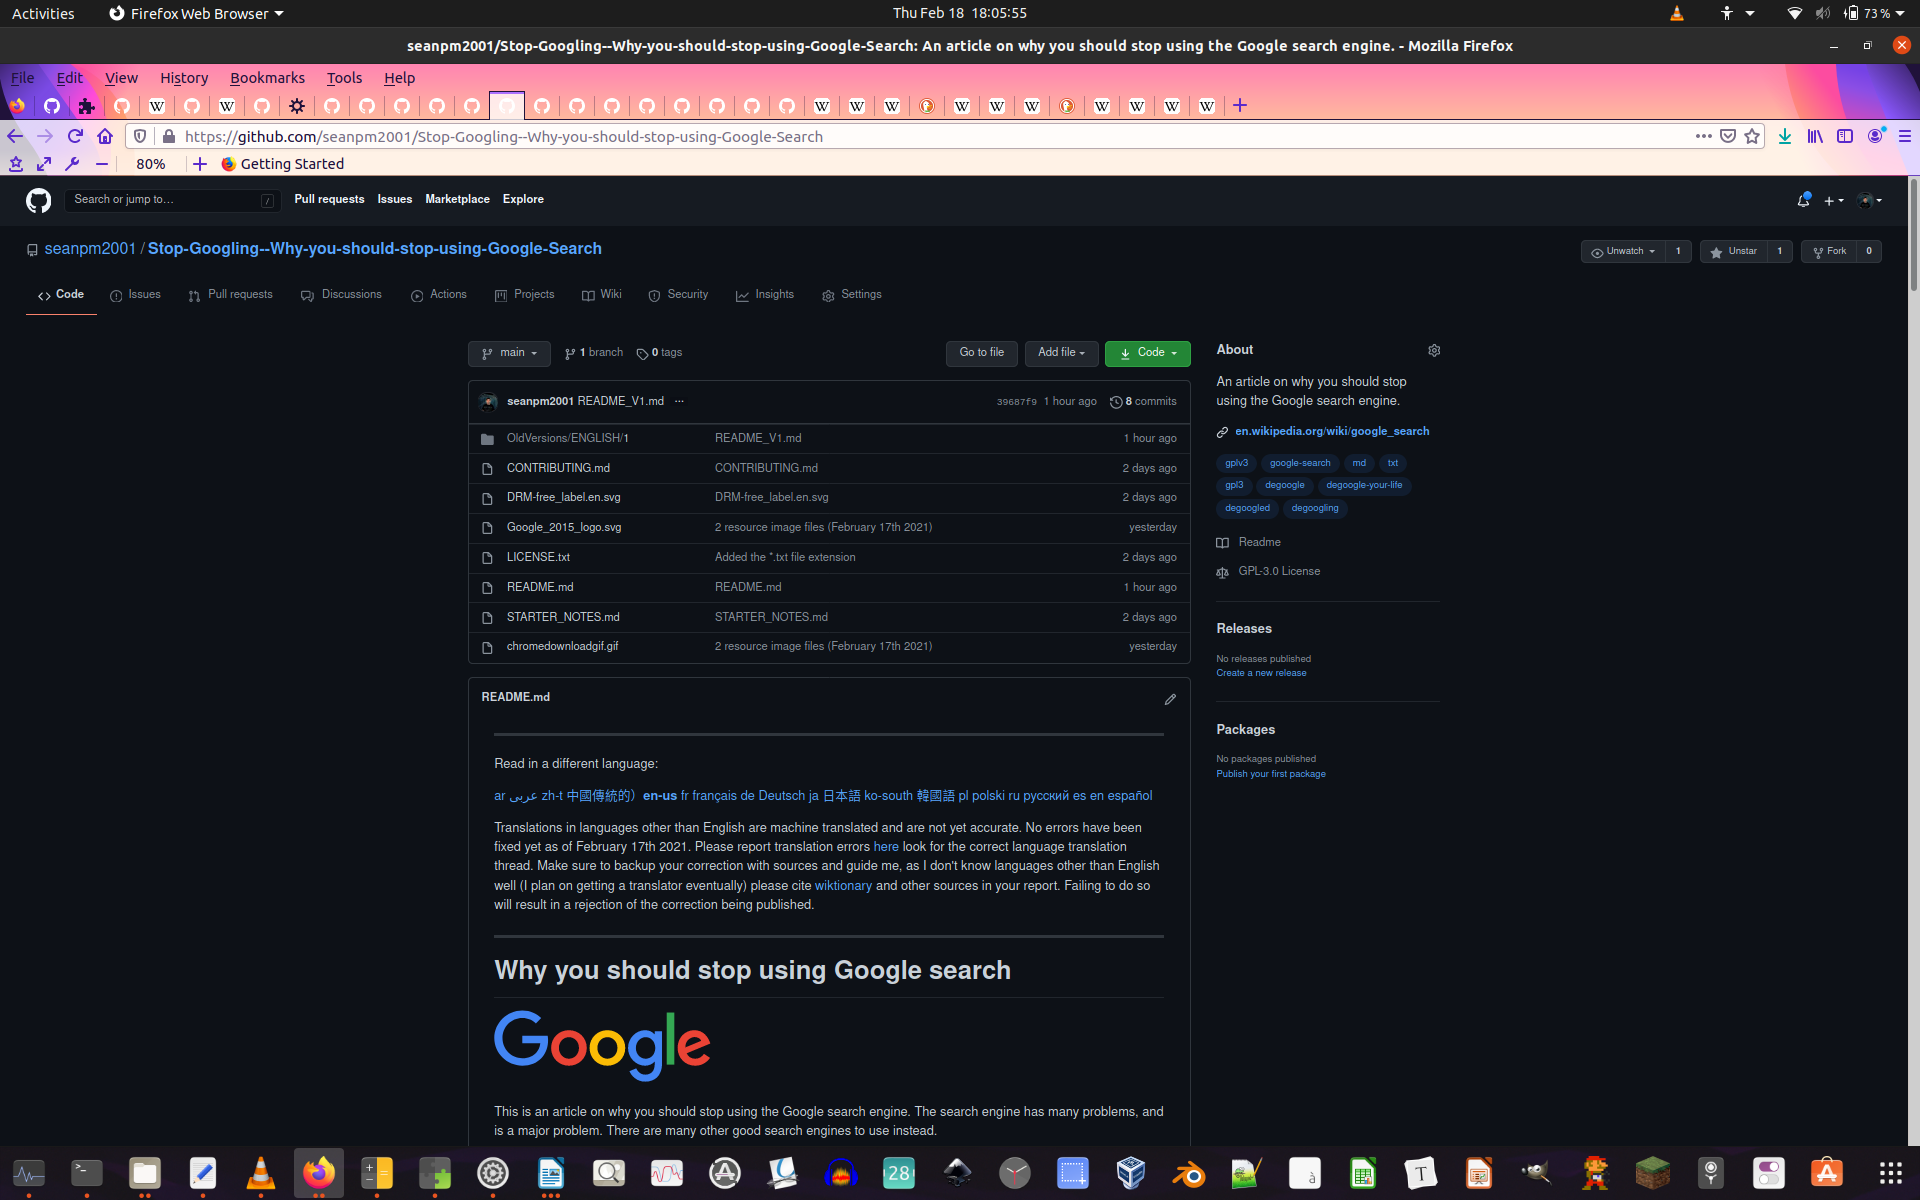 Activities
Firefox Web Browser
Thu Feb 18 18:05:55
73 %
seanpm2001/Stop-Googling--Why-you-should-stop-using-Google-Search: An article on why you should stop using the Google search engine. - Mozilla Firefox
File Edit View History Bookmarks Tools Help
https://github.com/seanpm2001/Stop-Googling--Why-you-should-stop-using-Google-Search
80%
Getting Started
Search or jump to…
/
Pull requests Issues Marketplace Explore
seanpm2001 / Stop-Googling--Why-you-should-stop-using-Google-Search
Unwatch 1
Unstar 1
Fork 0
Code Issues Pull requests Discussions Actions Projects Wiki Security Insights Settings
main
1 branch
0 tags
Go to file
Add file
Code
seanpm2001 README_V1.md ...
39687f9 1 hour ago
8 commits
OldVersions/ENGLISH/1 README_V1.md 1 hour ago
CONTRIBUTING.md CONTRIBUTING.md 2 days ago
DRM-free_label.en.svg DRM-free_label.en.svg 2 days ago
Google_2015_logo.svg 2 resource image files (February 17th 2021) yesterday
LICENSE.txt Added the *.txt file extension 2 days ago
README.md README.md 1 hour ago
STARTER_NOTES.md STARTER_NOTES.md 2 days ago
chromedownloadgif.gif 2 resource image files (February 17th 2021) yesterday
About
An article on why you should stop
using the Google search engine.
en.wikipedia.org/wiki/google_search
gplv3 google-search md txt
gpl3 degoogle degoogle-your-life
degoogled degoogling
Readme
GPL-3.0 License
Releases
No releases published
Create a new release
Packages
No packages published
Publish your first package
README.md
Read in a different language:
ar عربى zh-t 中國傳統的）en-us fr français de Deutsch ja 日本語 ko-south 韓國語 pl polski ru русский es en español
Translations in languages other than English are machine translated and are not yet accurate. No errors have been
fixed yet as of February 17th 2021. Please report translation errors here look for the correct language translation
thread. Make sure to backup your correction with sources and guide me, as I don't know languages other than English
well (I plan on getting a translator eventually) please cite wiktionary and other sources in your report. Failing to do so
will result in a rejection of the correction being published.
Why you should stop using Google search
Google
This is an article on why you should stop using the Google search engine. The search engine has many problems, and
is a major problem. There are many other good search engines to use instead.
28